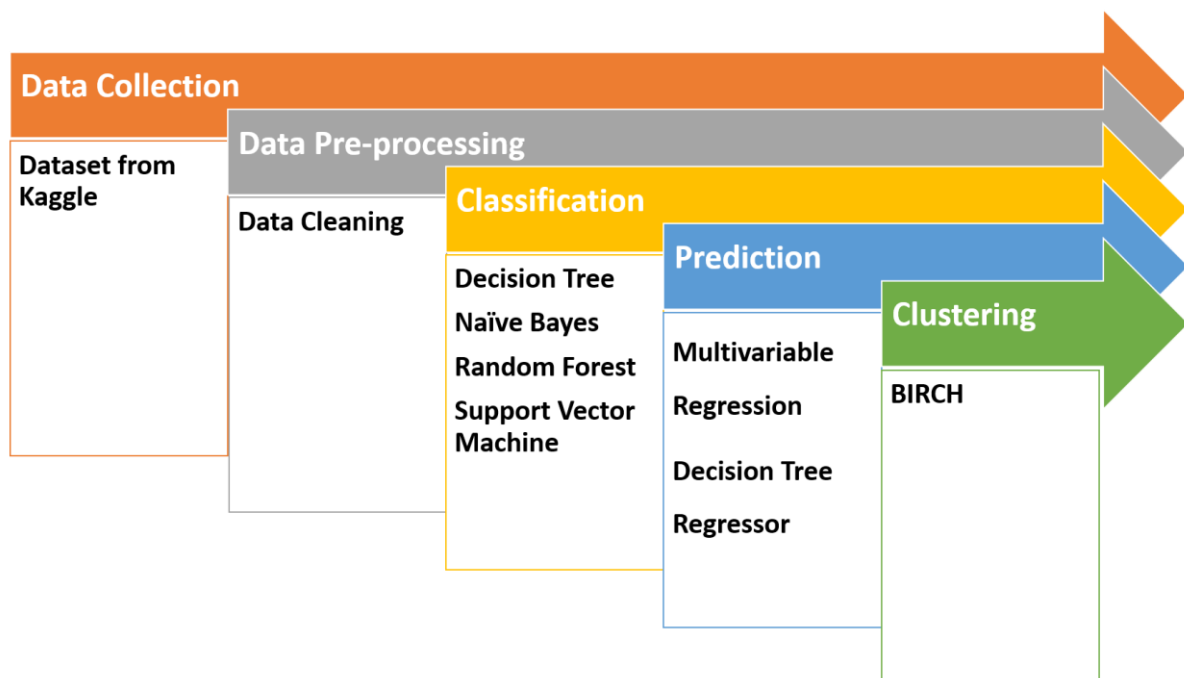 Data Collection
Dataset from
Kaggle
Data Pre-processing
Data Cleaning
Classification
Decision Tree
Naïve Bayes
Random Forest
Support Vector
Machine
Prediction
Multivariable
Regression
Decision Tree
Regressor
Clustering
BIRCH